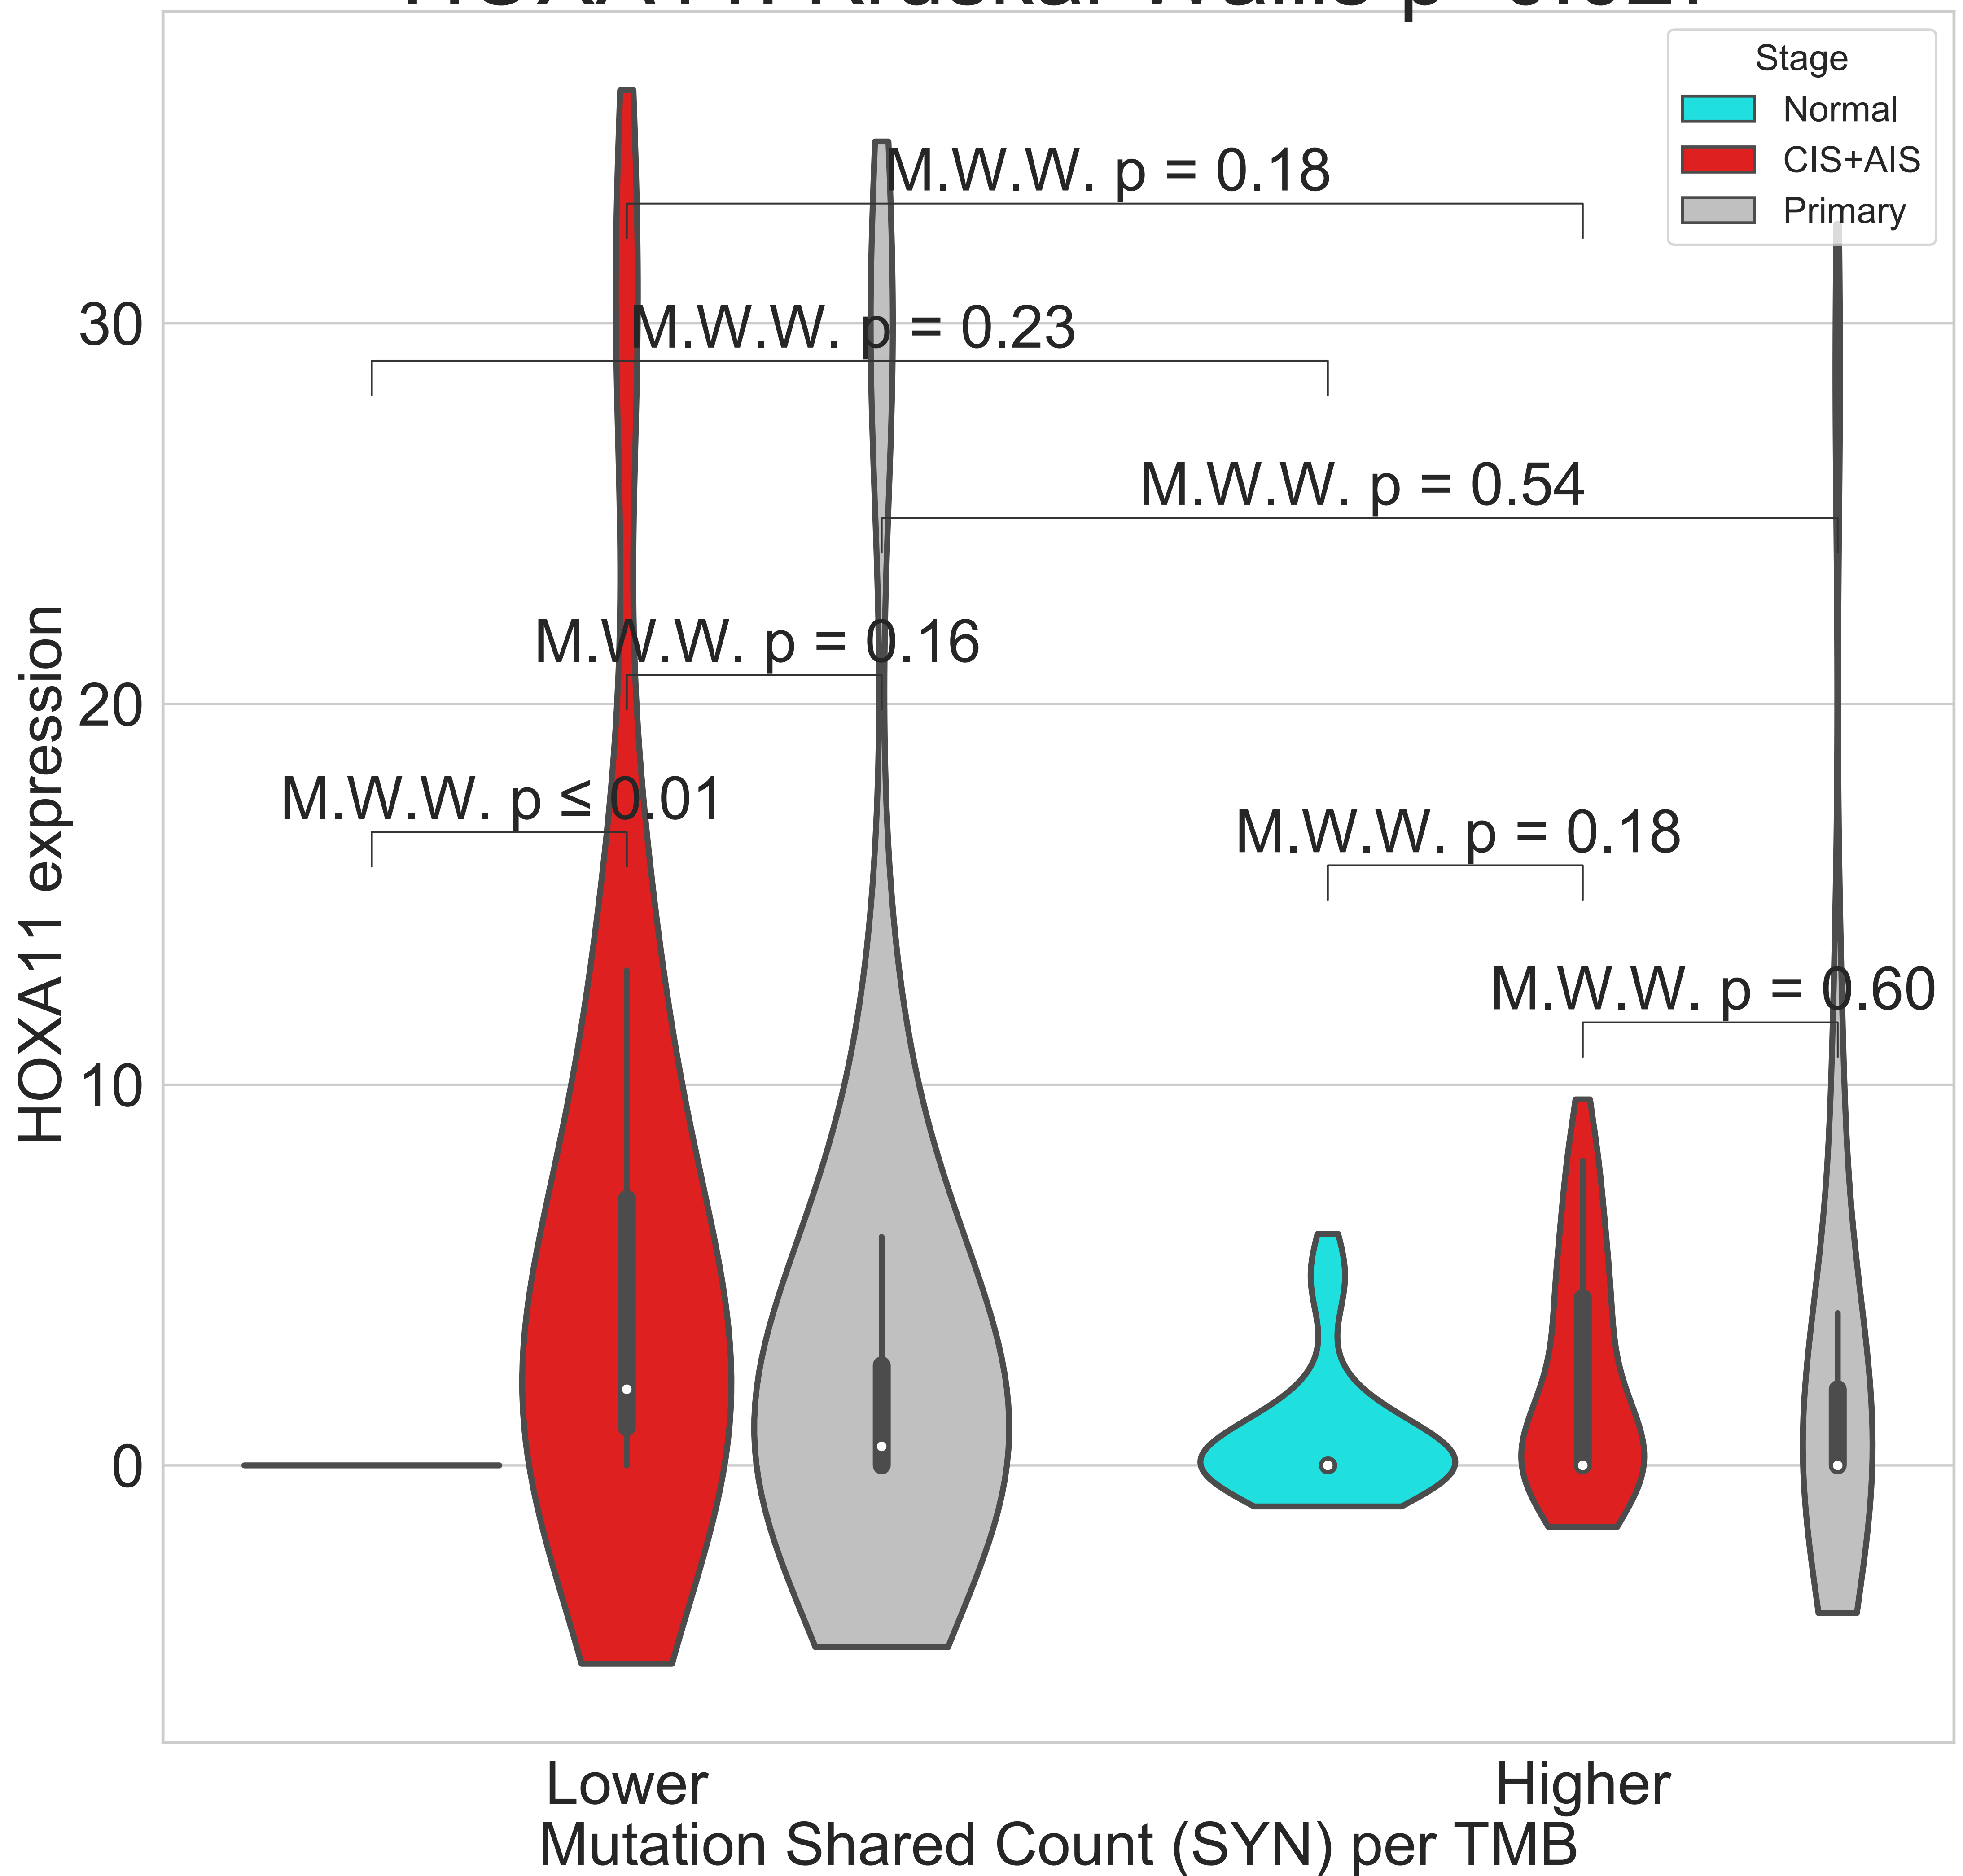 Stage
Normal
CIS+AIS
Primary
M.W.W. p = 0.18
30
M.W.W. p = 0.23
M.W.W. p = 0.54
M.W.W. p = 0.16
20
M.W.W. p ≤ 0.01
M.W.W. p = 0.18
M.W.W. p = 0.60
10
0
HOXA11 expression
Lower
Higher
Mutation Shared Count (SYN) per TMB